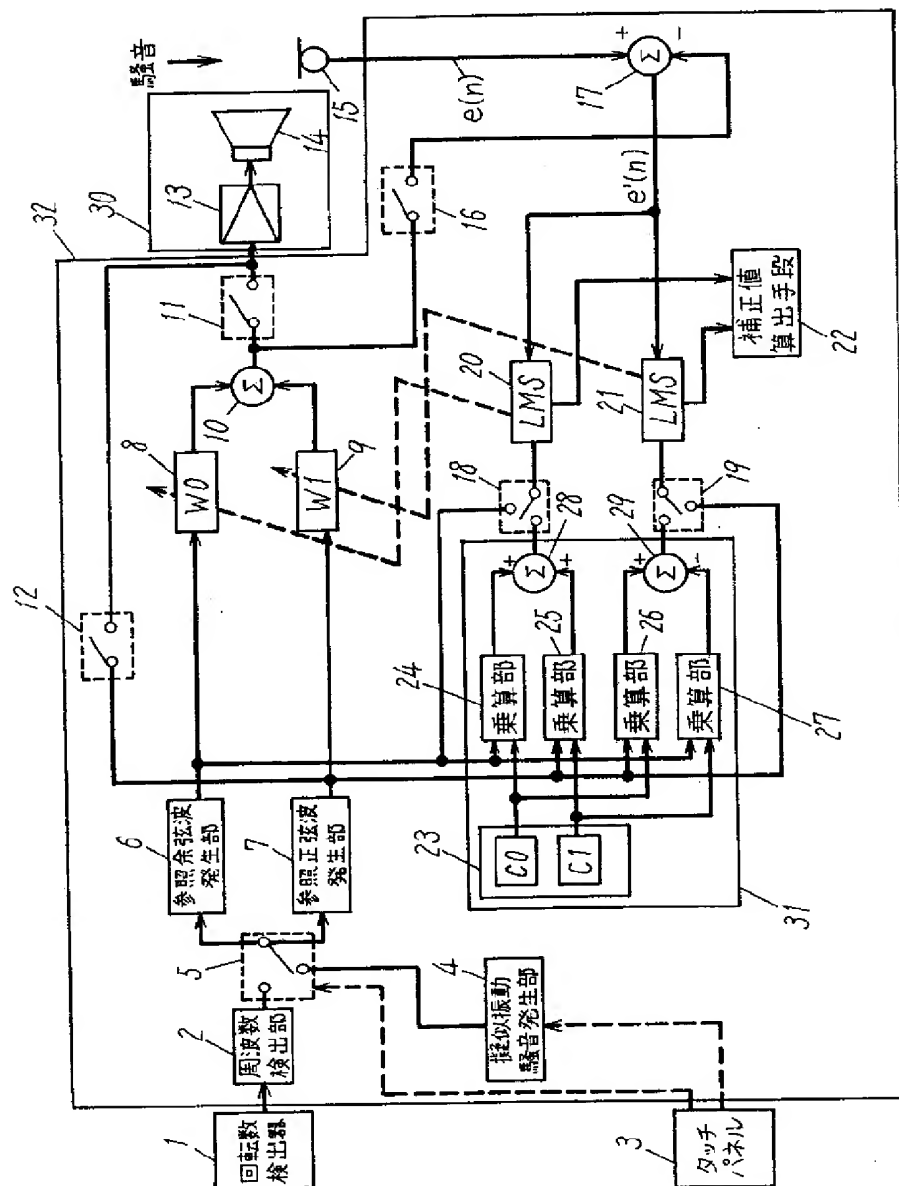 1
回転数
検出器
2
周波数
検出部
3
タッチ
パネル
4
擬似振動
騒音発生部
5
6
参照余弦波
発生部
7
参照正弦波
発生部
12
8
W0
9
W1
10
Σ
11
32
30
13
14
騒音
15
e(n)
16
+
-
Σ
17
e'(n)
20
LMS
21
LMS
補正値
算出手段
22
18
19
28
+
Σ
+
29
+
Σ
-
24
乗算部
25
乗算部
26
乗算部
27
乗算部
23
C0
C1
31